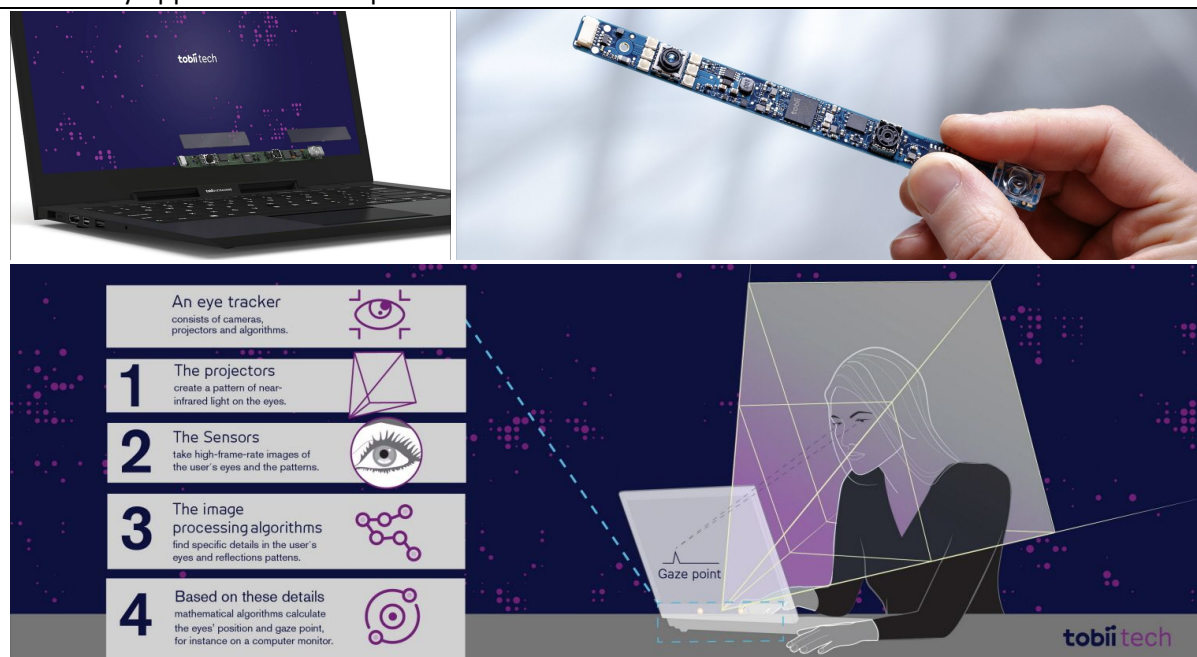 tobii tech
An eye tracker
consists of cameras,
projectors and algorithms.
1
The projectors
create a pattern of near-
infrared light on the eyes.
2
The Sensors
take high-frame-rate images of
the user's eyes and the patterns.
3
The image
processing algorithms
find specific details in the user's
eyes and reflections pattens.
4
Based on these details
mathematical algorithms calculate
the eyes' position and gaze point,
for instance on a computer monitor.
Gaze point
tobii tech